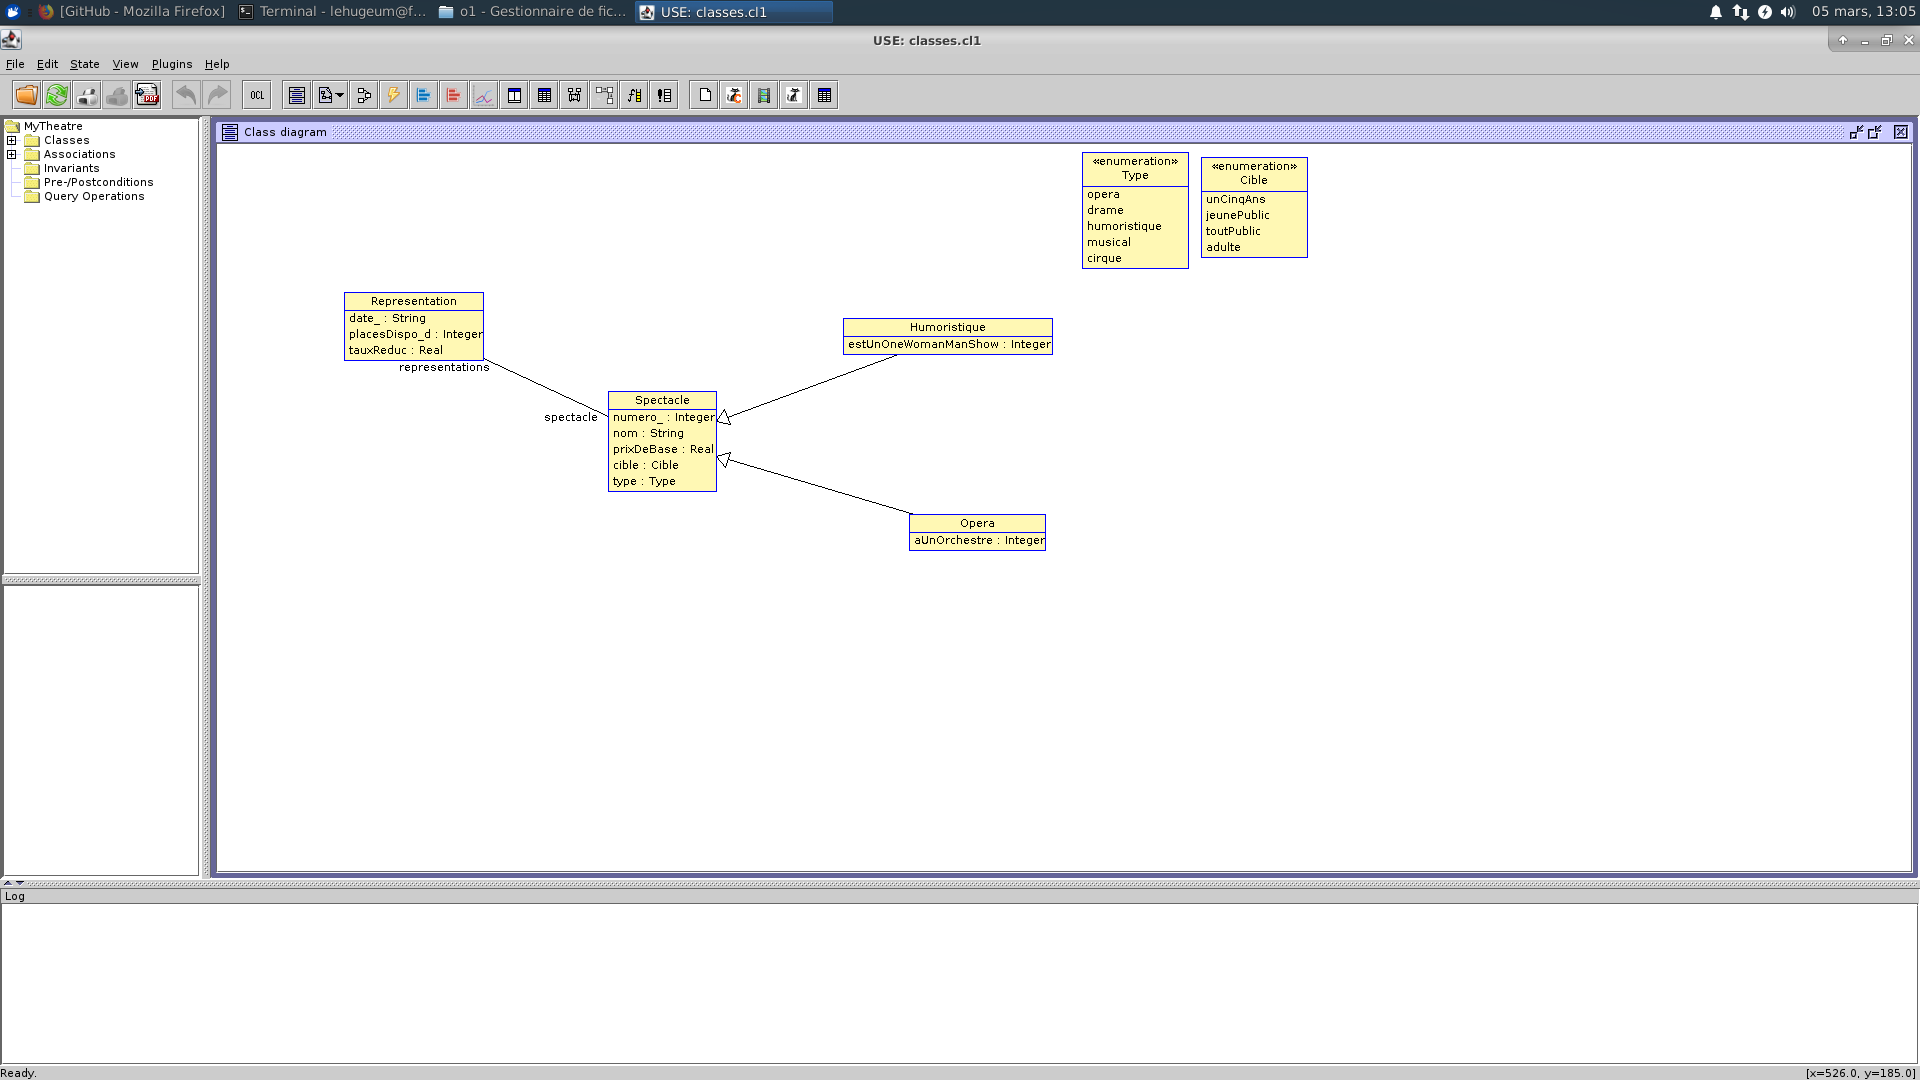 [GitHub - Mozilla Firefox] Terminal - lehugeum@f... o1 - Gestionnaire de fic... USE: classes.cl1 05 mars, 13:05
USE: classes.cl1
File Edit State View Plugins Help
OCL
PDF
MyTheatre
Classes
Associations
Invariants
Pre-/Postconditions
Query Operations
Class diagram
«enumeration»
Type
opera
drame
humoristique
musical
cirque
«enumeration»
Cible
unCinqAns
jeunePublic
toutPublic
adulte
Representation
date_ : String
placesDispo_d : Integer
tauxReduc : Real
representations
spectacle
Humoristique
estUnOneWomanManShow : Integer
Spectacle
numero_ : Integer
nom : String
prixDeBase : Real
cible : Cible
type : Type
Opera
aUnOrchestre : Integer
Log
Ready. [x=526.0, y=185.0]